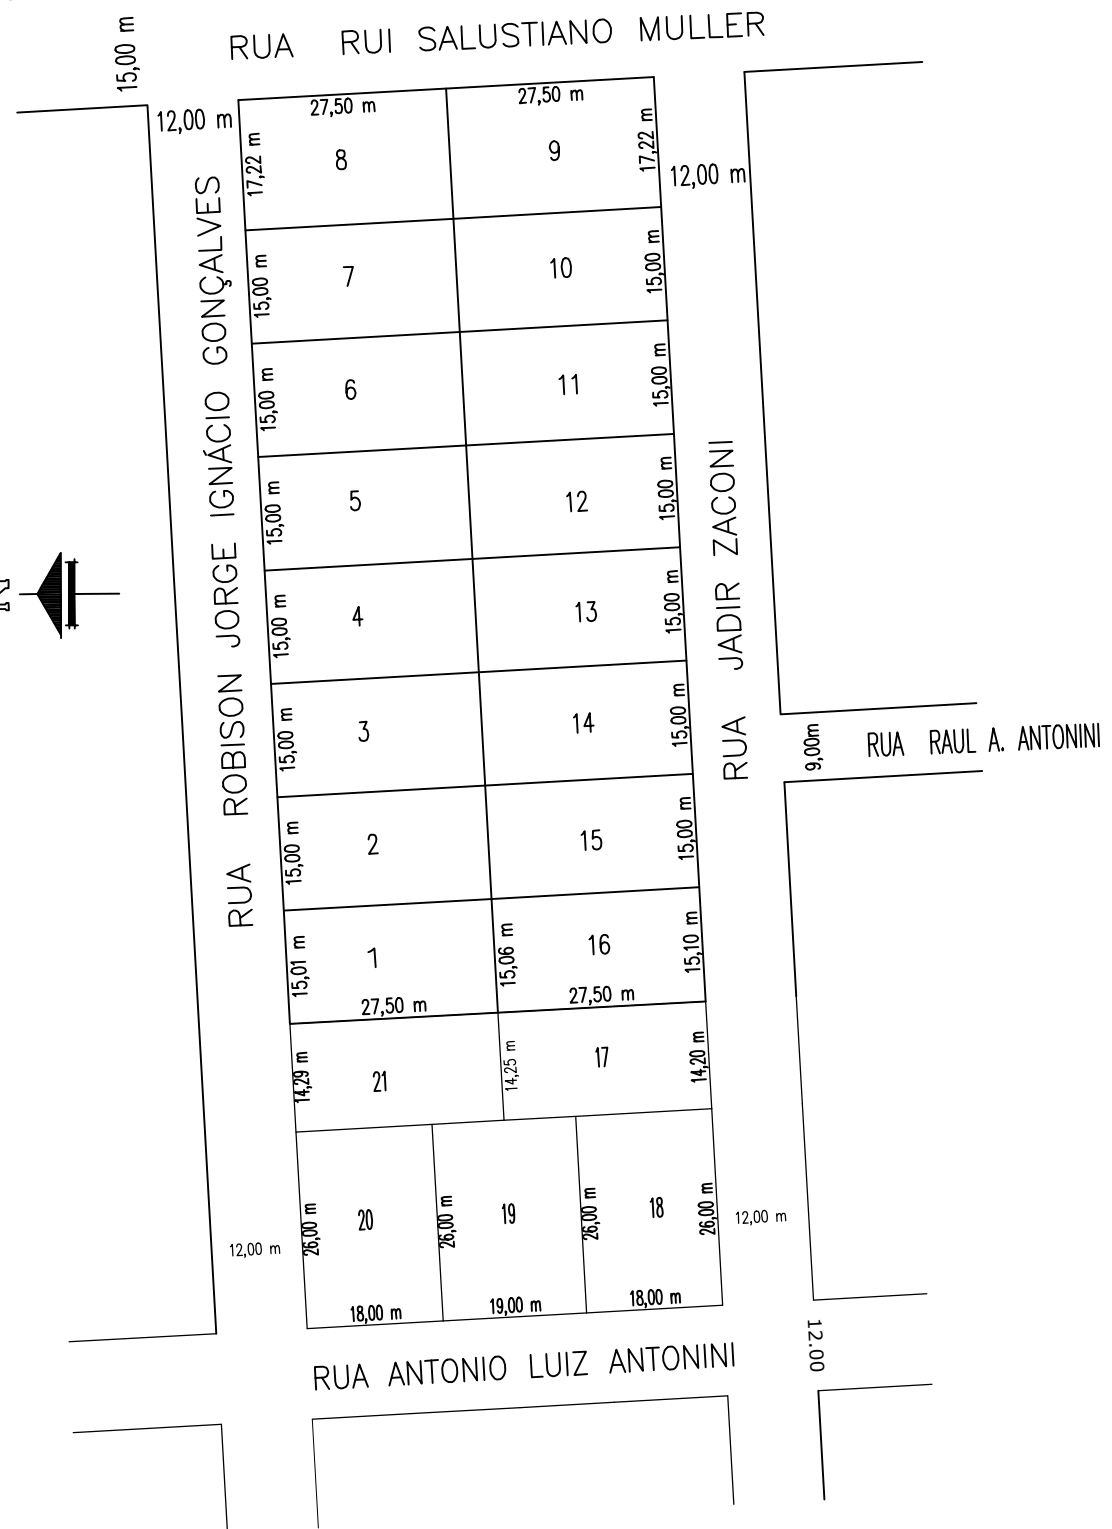 15,00 m
RUA RUI SALUSTIANO MULLER
12,00 m
27,50 m
27,50 m
17,22 m
8
9
17,22 m
12,00 m
15,00 m
7
10
15,00 m
15,00 m
6
11
15,00 m
15,00 m
5
12
15,00 m
15,00 m
4
13
15,00 m
15,00 m
3
14
15,00 m
15,00 m
2
15
15,00 m
15,01 m
1
27,50 m
15,06 m
16
27,50 m
15,10 m
14,29 m
21
14,25 m
17
14,20 m
26,00 m
20
18,00 m
26,00 m
19
19,00 m
26,00 m
18
18,00 m
26,00 m
12,00 m
12,00 m
RUA ROBISON JORGE IGNÁCIO GONÇALVES
RUA JADIR ZACONI
9,00m
RUA RAUL A. ANTONINI
N
RUA ANTONIO LUIZ ANTONINI
12.00